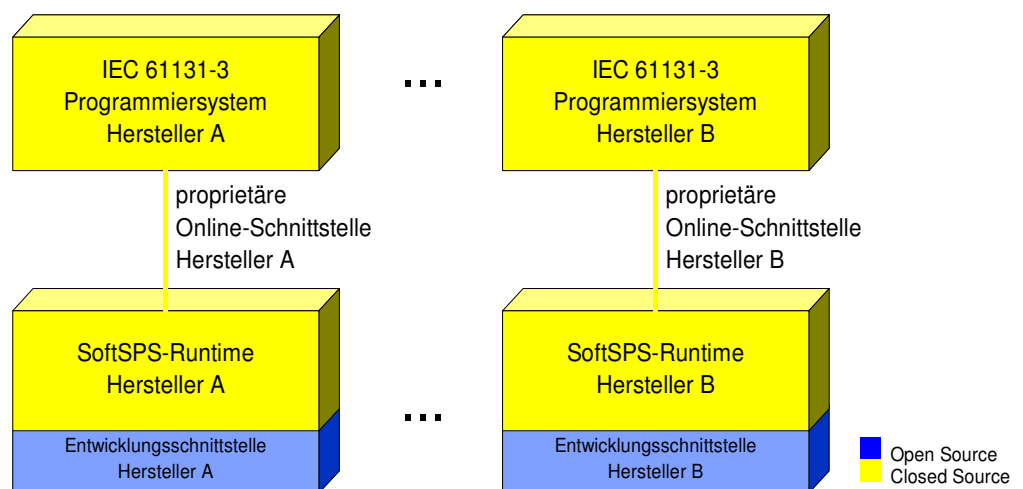 IEC 61131-3
Programmiersystem
Hersteller A
...
IEC 61131-3
Programmiersystem
Hersteller B
proprietäre
Online-Schnittstelle
Hersteller A
proprietäre
Online-Schnittstelle
Hersteller B
SoftSPS-Runtime
Hersteller A
SoftSPS-Runtime
Hersteller B
...
Entwicklungsschnittstelle
Hersteller A
Entwicklungsschnittstelle
Hersteller B
Open Source
Closed Source